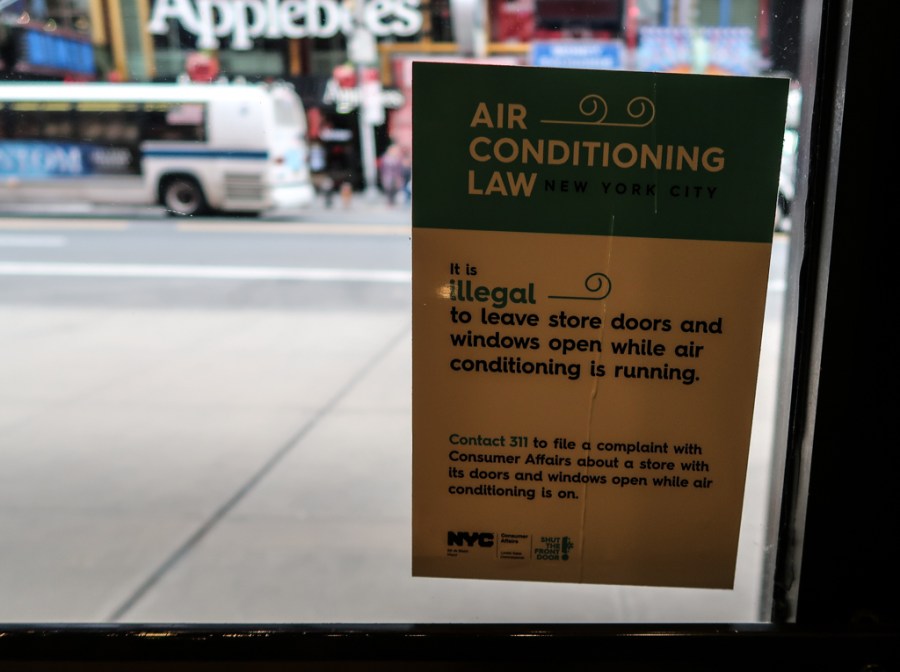 Applebee's
AIR
CONDITIONING
LAW NEW YORK CITY
It is
illegal
to leave store doors and
windows open while air
conditioning is running.
Contact 311 to file a complaint with
Consumer Affairs about a store with
its doors and windows open while air
conditioning is on.
NYC
Consumer
Affairs
SHUT
THE
FRONT
DOOR